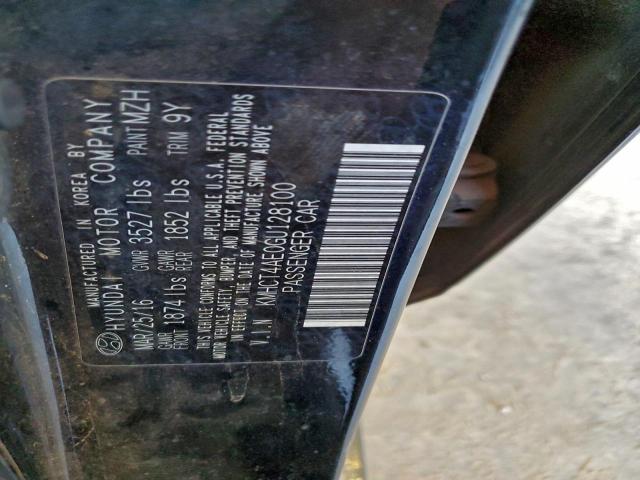 MANUFACTURED IN KOREA BY
HYUNDAI MOTOR COMPANY
MAR/25/16 GVWR 3527 lbs PAINT MZH
GAWR FRONT 1874 lbs GAWR REAR 1852 lbs TRIM 9Y
THIS VEHICLE CONFORMS TO ALL APPLICABLE U.S.A. FEDERAL
MOTOR VEHICLE SAFETY, BUMPER, AND THEFT PREVENTION STANDARDS
IN EFFECT ON THE DATE OF MANUFACTURE SHOWN ABOVE
V.I.N KMHCT4AE0GU128100
PASSENGER CAR